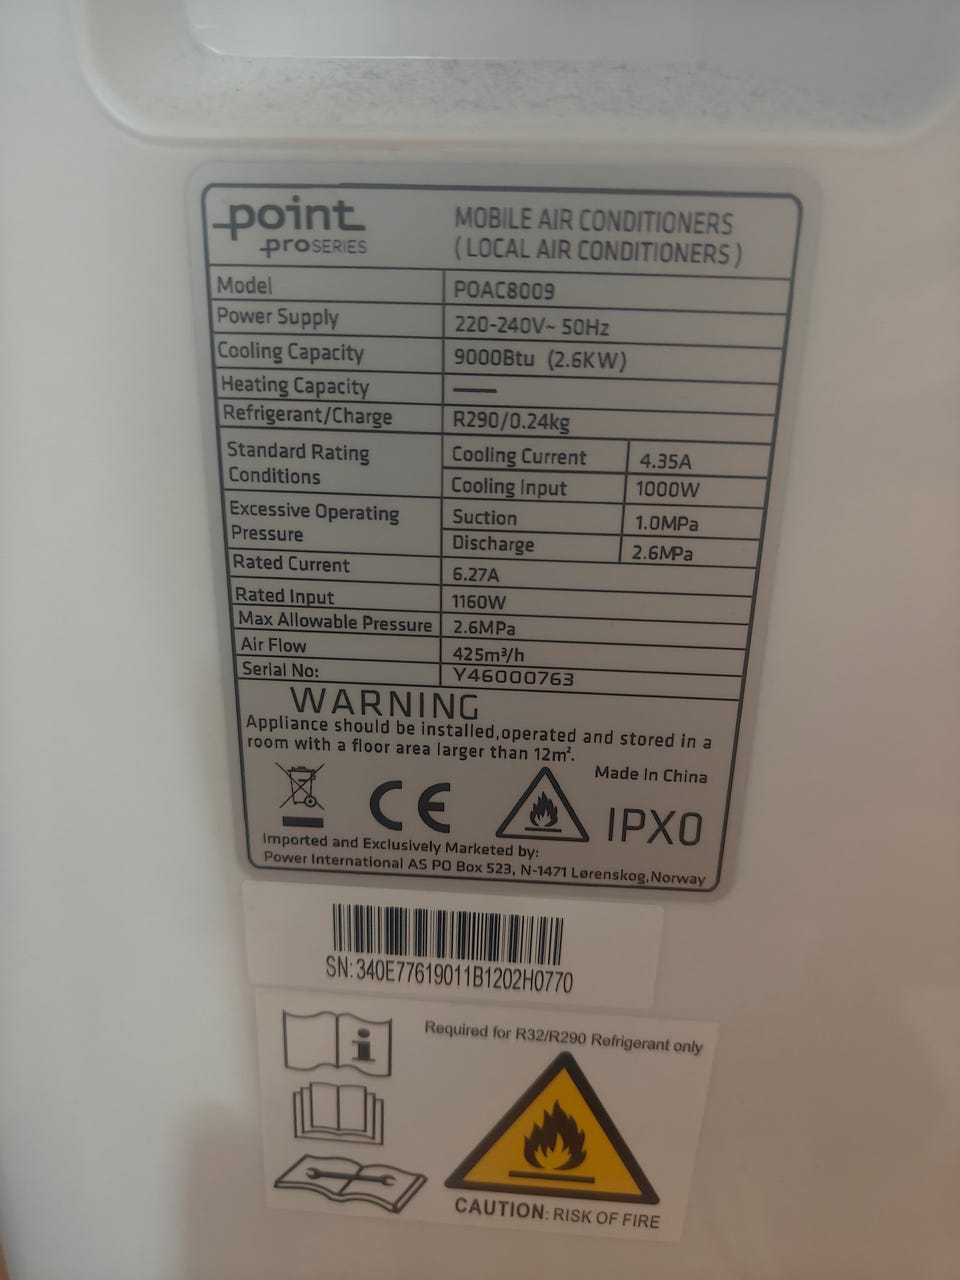 point
pro SERIES
MOBILE AIR CONDITIONERS
(LOCAL AIR CONDITIONERS)
Model POAC8009
Power Supply 220-240V~ 50Hz
Cooling Capacity 9000Btu (2.6KW)
Heating Capacity —
Refrigerant/Charge R290/0.24kg
Standard Rating Conditions Cooling Current 4.35A
Cooling Input 1000W
Excessive Operating Pressure Suction 1.0MPa
Discharge 2.6MPa
Rated Current 6.27A
Rated Input 1160W
Max Allowable Pressure 2.6MPa
Air Flow 425m³/h
Serial No: Y46000763
WARNING
Appliance should be installed,operated and stored in a
room with a floor area larger than 12m².
Made In China
CE
IPX0
Imported and Exclusively Marketed by:
Power International AS PO Box 523, N-1471 Lørenskog,Norway
SN:340E77619011B1202H0770
Required for R32/R290 Refrigerant only
CAUTION: RISK OF FIRE